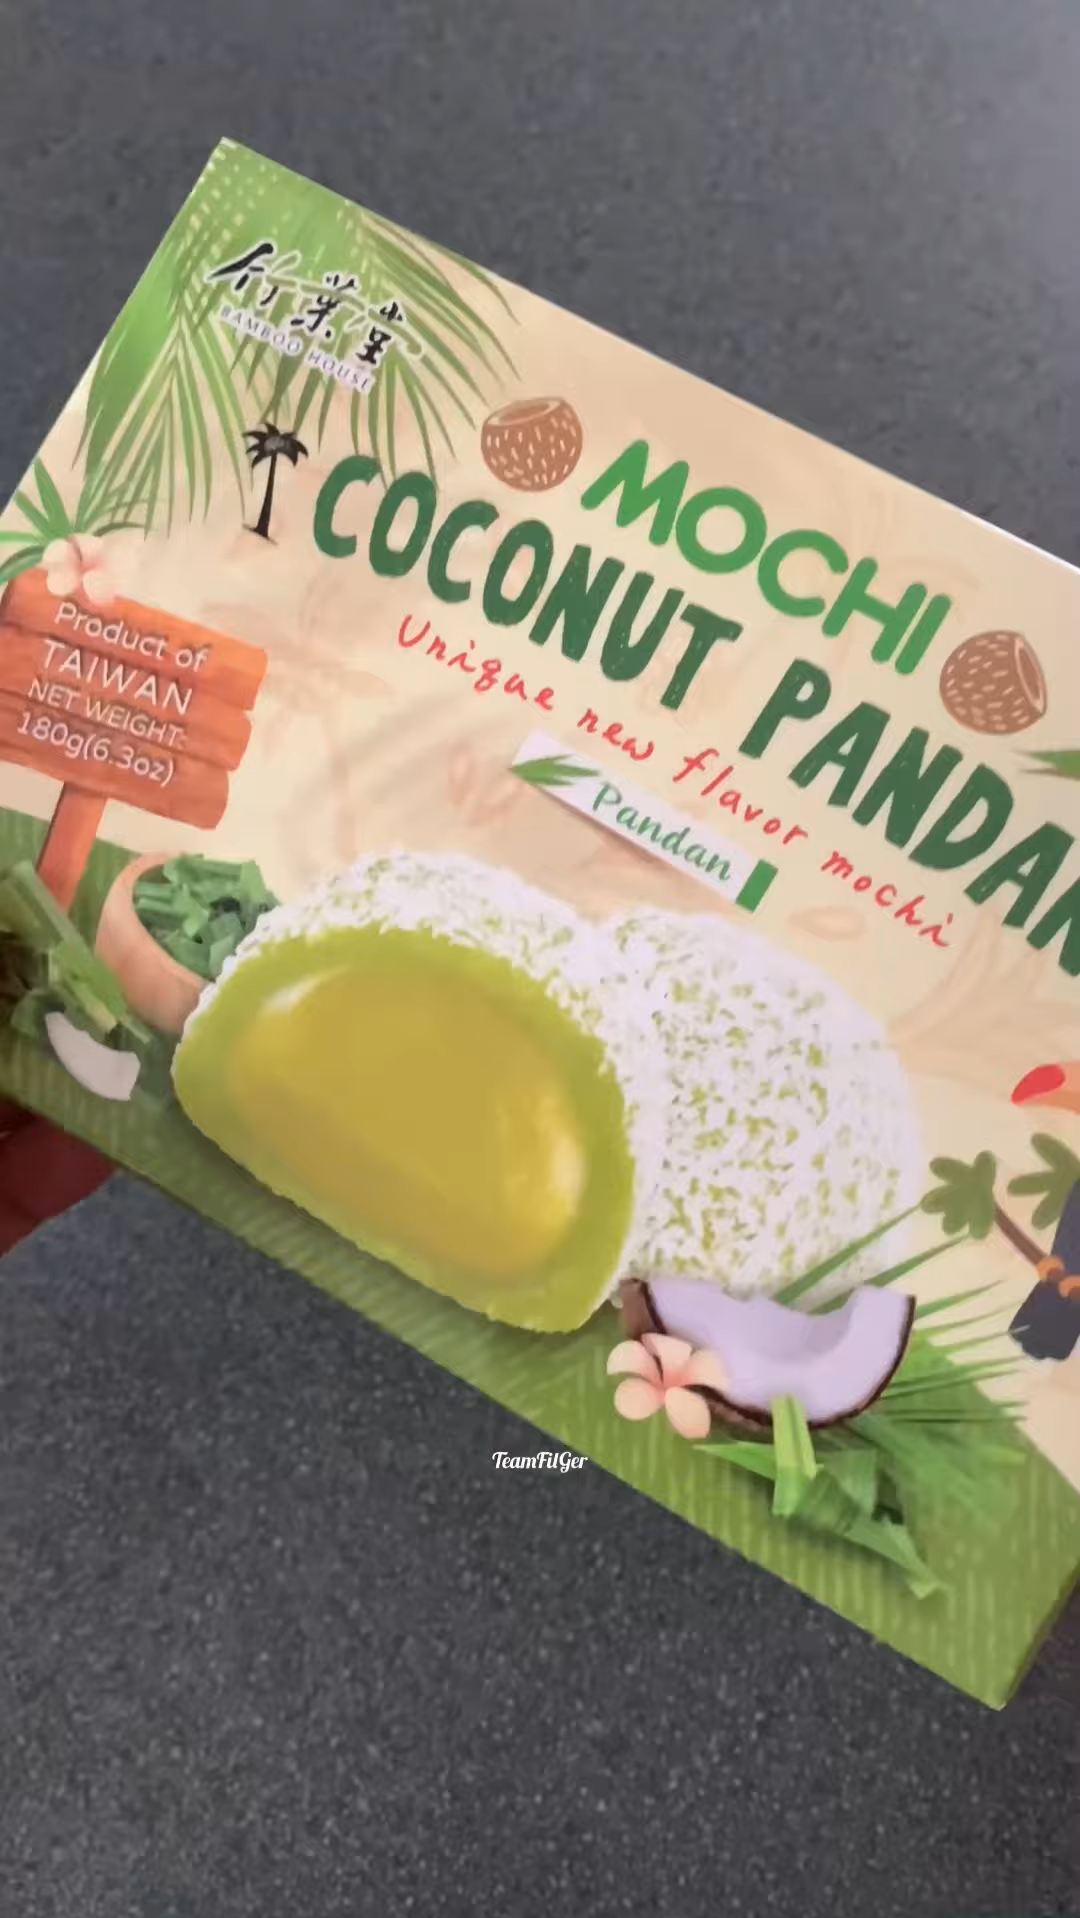 竹葉堂
BAMBOO HOUSE
MOCHI
COCONUT PANDAN
Unique new flavor mochi
Pandan
Product of
TAIWAN
NET WEIGHT:
180g(6.3oz)
TeamFilGer